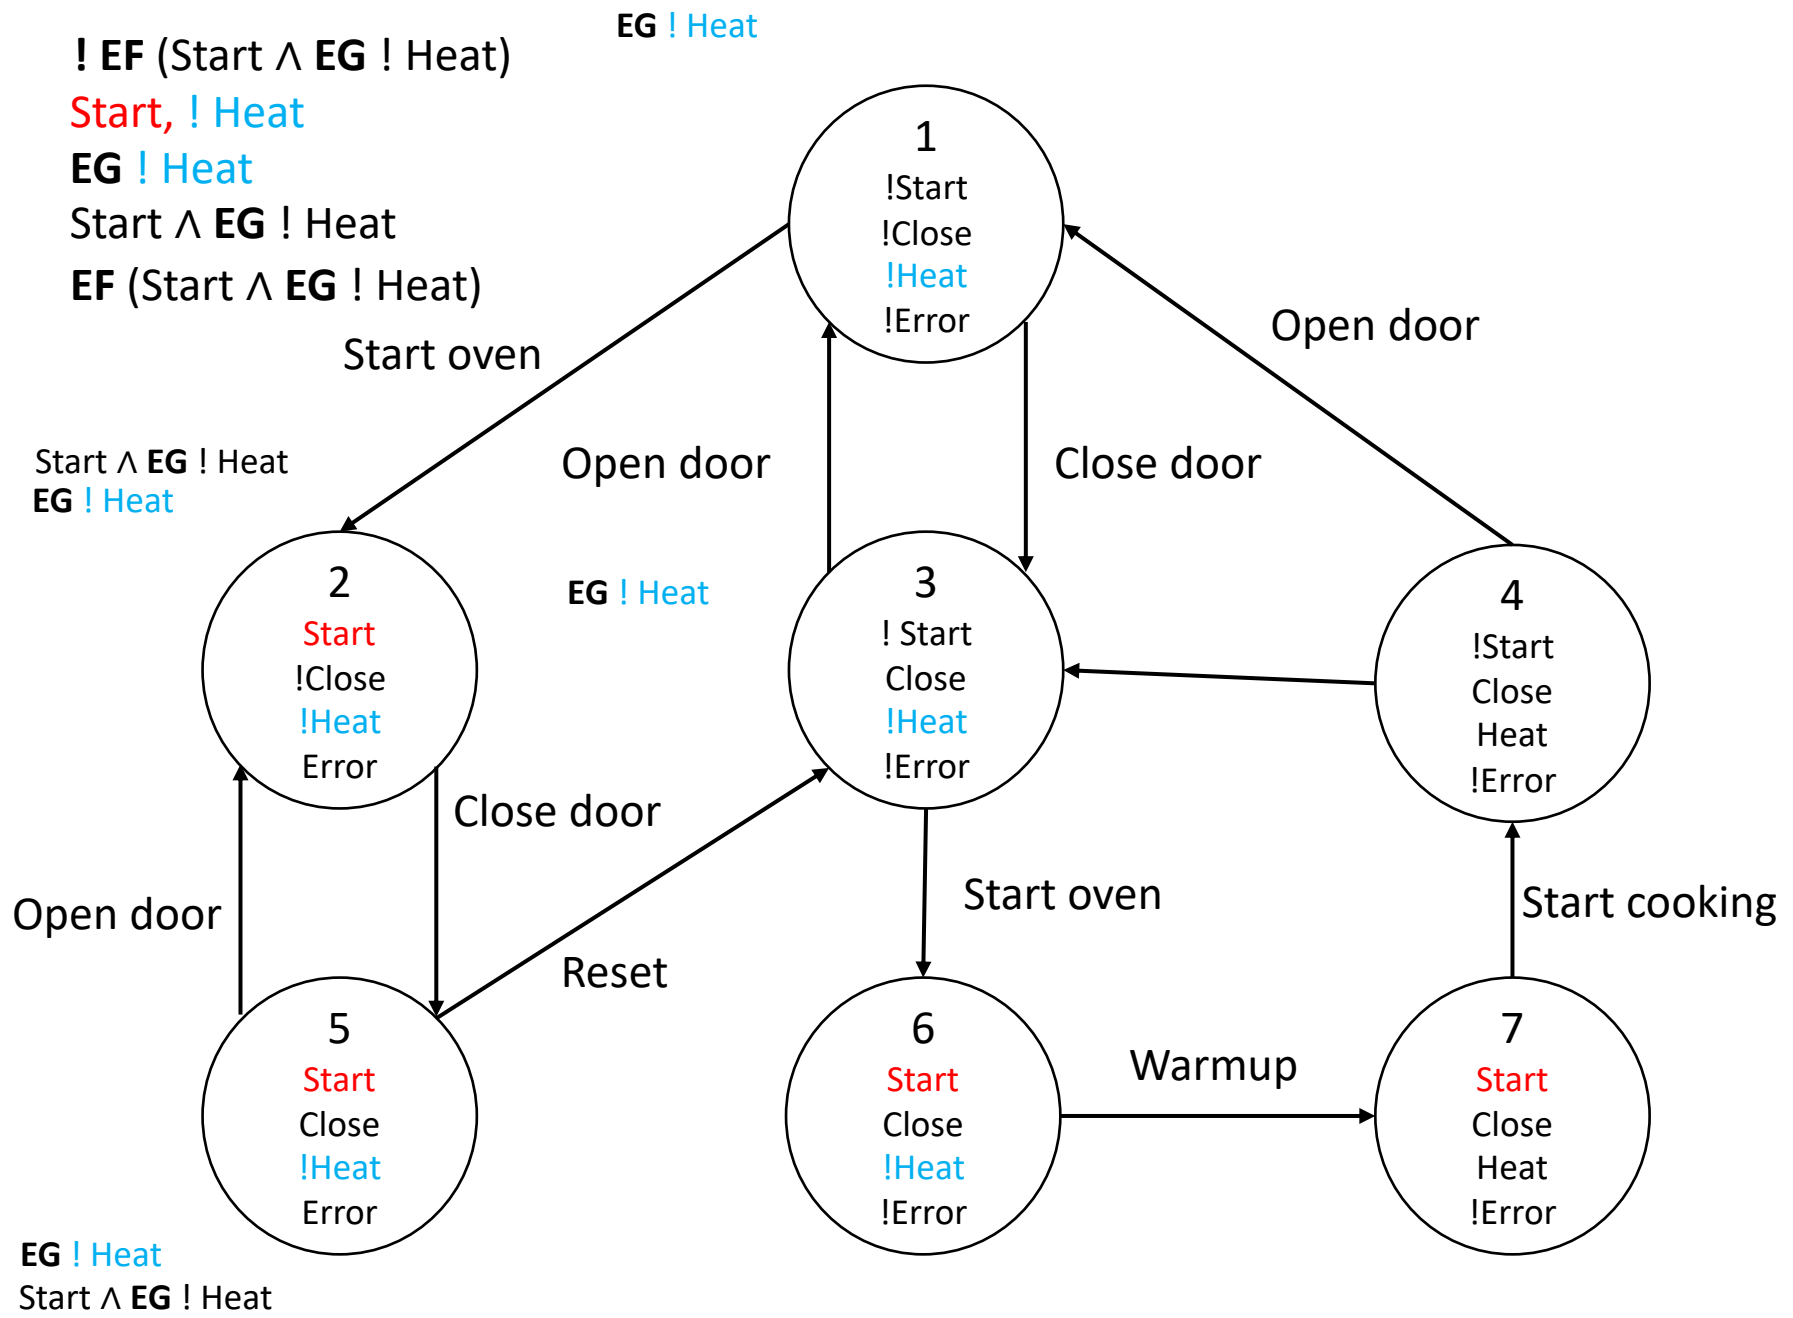 EG ! Heat
! EF (Start ∧ EG ! Heat)
Start, ! Heat
EG ! Heat
Start ∧ EG ! Heat
EF (Start ∧ EG ! Heat)
1
!Start
!Close
!Heat
!Error
Start oven
Open door
Open door
Close door
Start ∧ EG ! Heat
EG ! Heat
2
Start
!Close
!Heat
Error
EG ! Heat
3
! Start
Close
!Heat
!Error
4
!Start
Close
Heat
!Error
Close door
Open door
Reset
Start oven
Start cooking
5
Start
Close
!Heat
Error
6
Start
Close
!Heat
!Error
Warmup
7
Start
Close
Heat
!Error
EG ! Heat
Start ∧ EG ! Heat